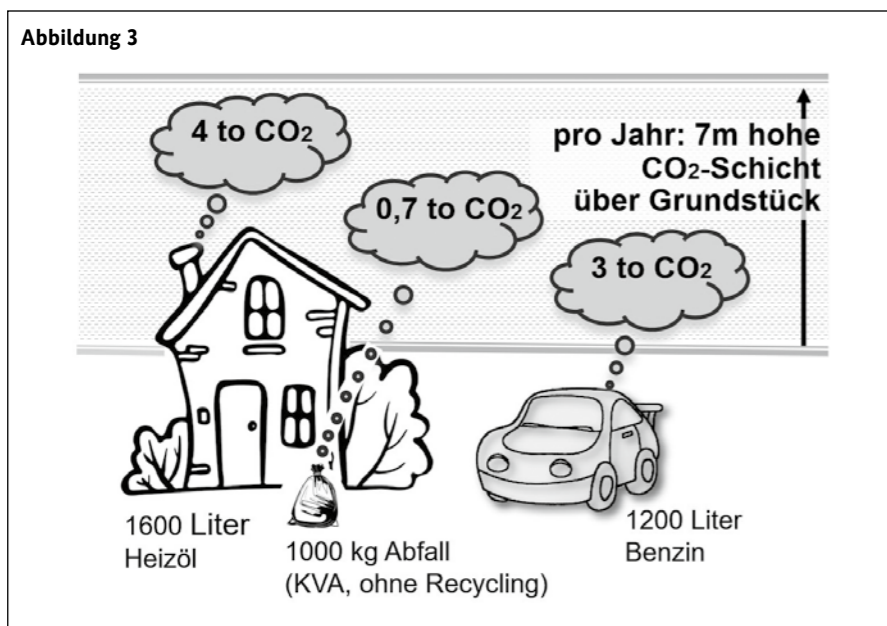 Abbildung 3
4 to CO2
pro Jahr: 7m hohe
CO2-Schicht
über Grundstück
0,7 to CO2
3 to CO2
1600 Liter
Heizöl
1000 kg Abfall
(KVA, ohne Recycling)
1200 Liter
Benzin